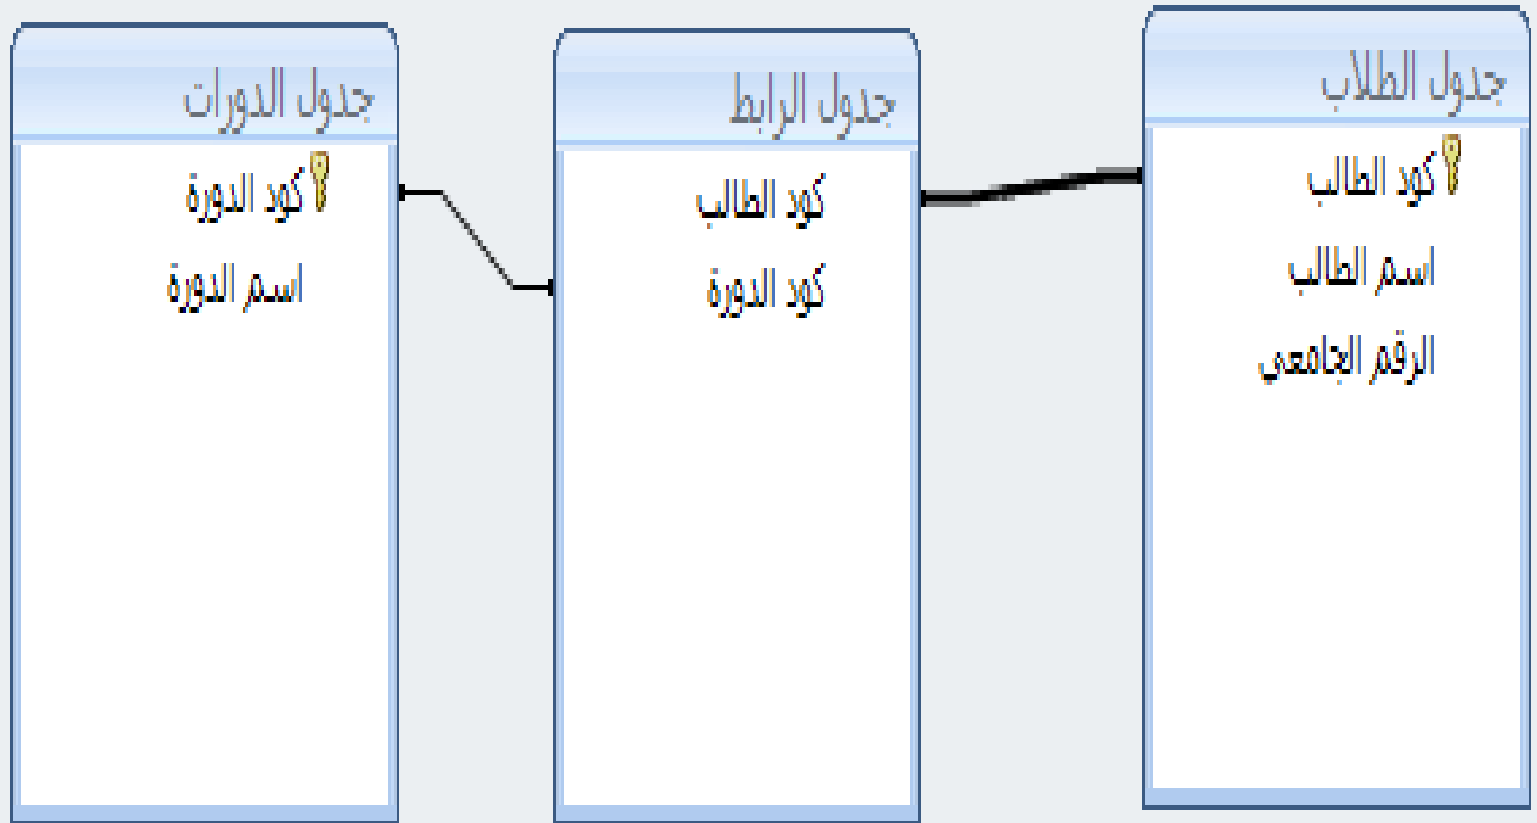 جدول الطلاب
كود الطالب
اسم الطالب
الرقم الجامعي
جدول الرابط
كود الطالب
كود الدورة
جدول الدورات
كود الدورة
اسم الدورة